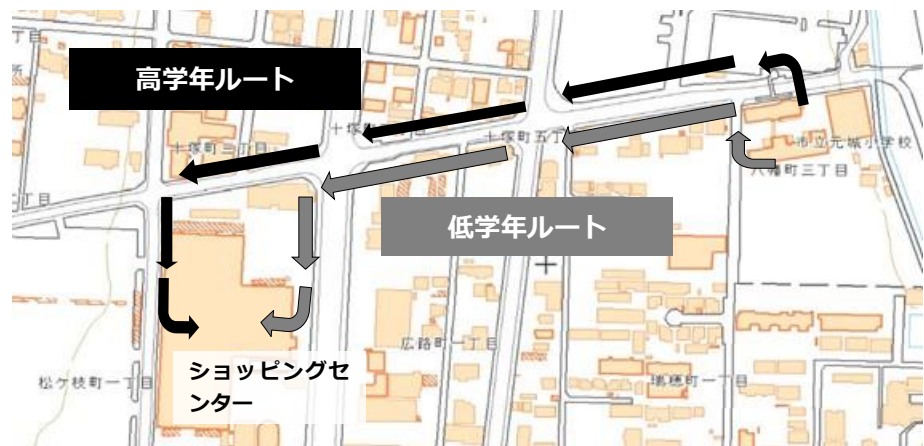 高学年ルート
十塚町三丁目
十塚町五丁
市立元城小学校
八幡町三丁目
低学年ルート
広路町一丁目
ショッピングセ
ンター
松ケ枝町一丁目
瑞穂町一丁目